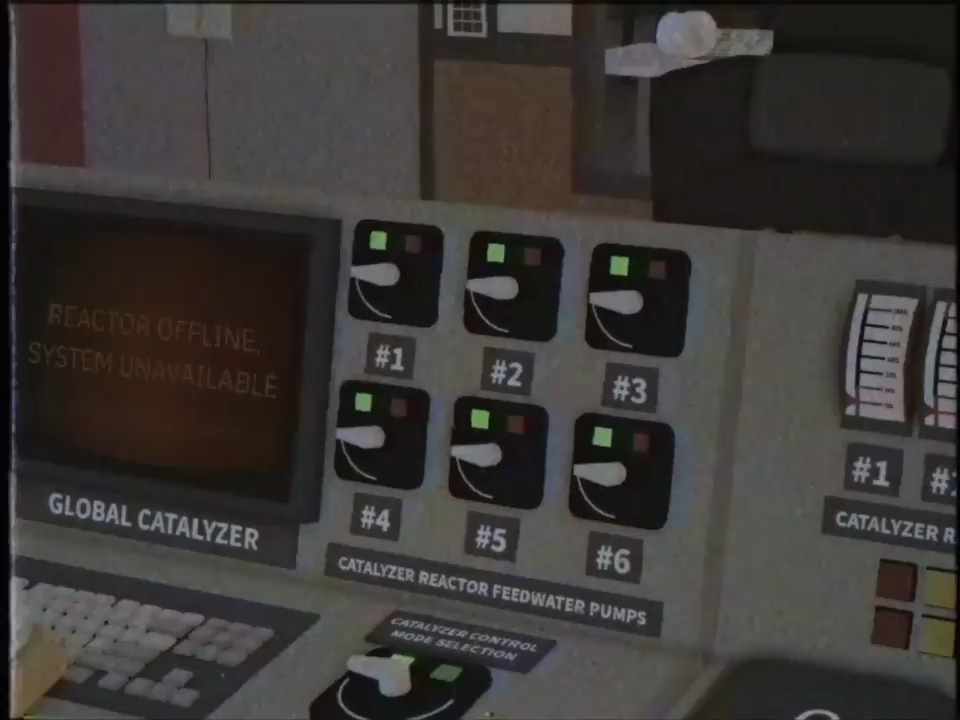 REACTOR OFFLINE,
SYSTEM UNAVAILABLE
GLOBAL CATALYZER
#1
#2
#3
#4
#5
#6
CATALYZER REACTOR FEEDWATER PUMPS
CATALYZER CONTROL
MODE SELECTION
#1
CATALYZER